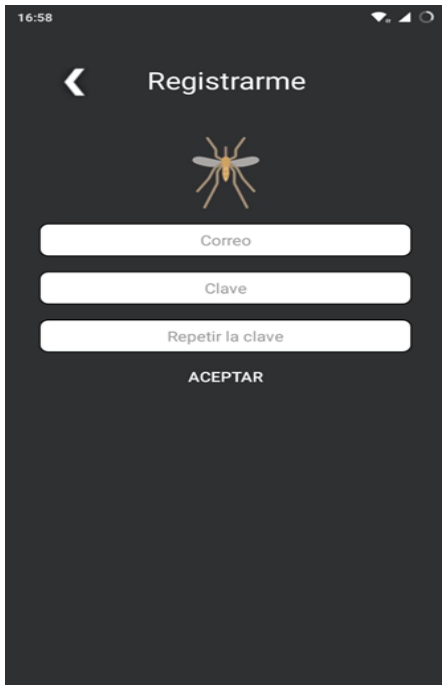 16:58
Registrarme
Correo
Clave
Repetir la clave
ACEPTAR